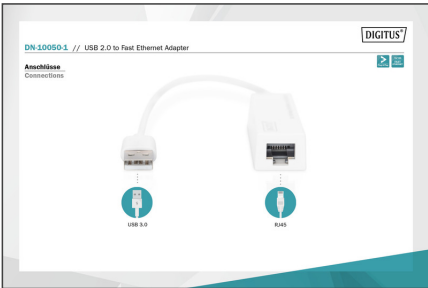 DIGITUS®
DN-10050-1 // USB 2.0 to Fast Ethernet Adapter
Anschlüsse
Connections
USB 3.0
RJ45